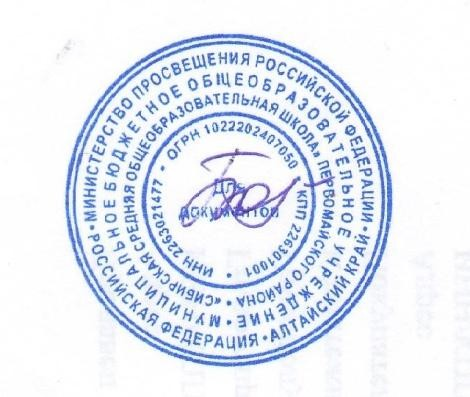 • МИНИСТЕРСТВО ПРОСВЕЩЕНИЯ РОССИЙСКОЙ ФЕДЕРАЦИИ •
РОССИЙСКАЯ ФЕДЕРАЦИЯ • АЛТАЙСКИЙ КРАЙ •
МУНИЦИПАЛЬНОЕ БЮДЖЕТНОЕ ОБЩЕОБРАЗОВАТЕЛЬНОЕ УЧРЕЖДЕНИЕ •
«СИБИРСКАЯ СРЕДНЯЯ ОБЩЕОБРАЗОВАТЕЛЬНАЯ ШКОЛА» ПЕРВОМАЙСКОГО РАЙОНА •
ИНН 2263021477 • ОГРН 1022202407050 • КПП 226301001 •
Для
документов